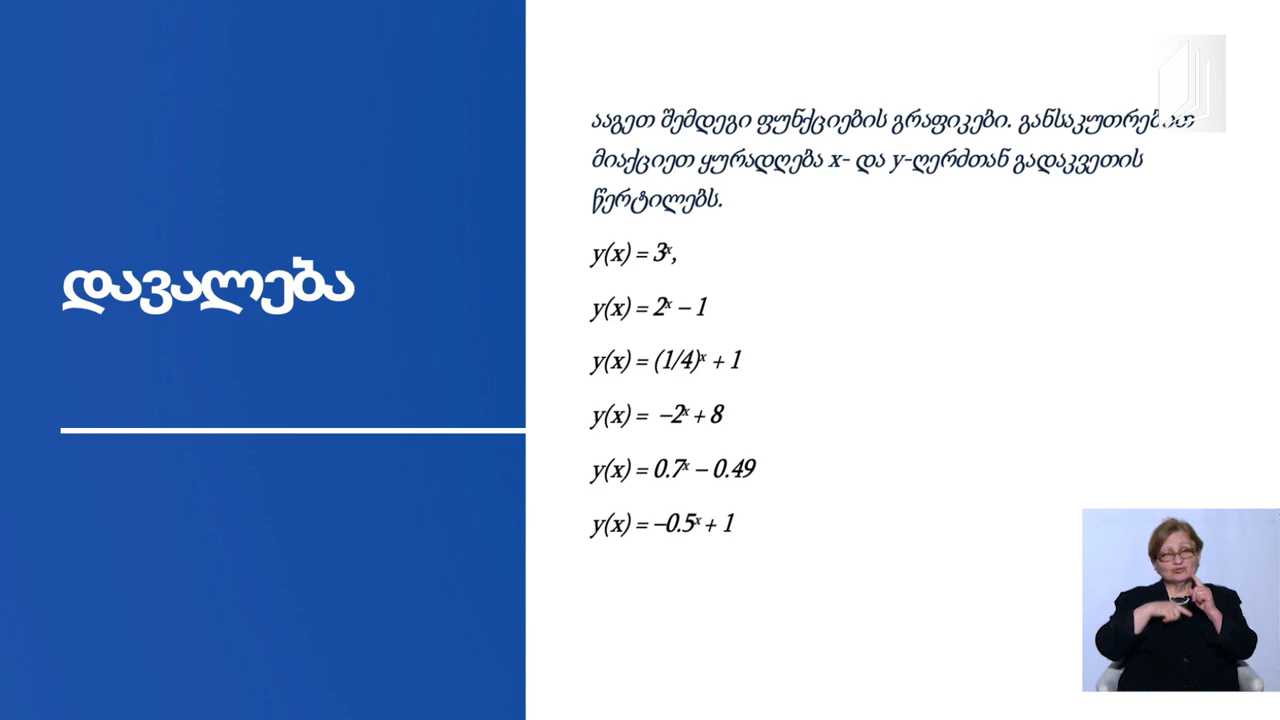 დავალება
ააგეთ შემდეგი ფუნქციების გრაფიკები. განსაკუთრებით
მიაქციეთ ყურადღება x- და y-ღერძთან გადაკვეთის
წერტილებს.
y(x) = 3ˣ,
y(x) = 2ˣ − 1
y(x) = (1/4)ˣ + 1
y(x) = −2ˣ + 8
y(x) = 0.7ˣ − 0.49
y(x) = −0.5ˣ + 1